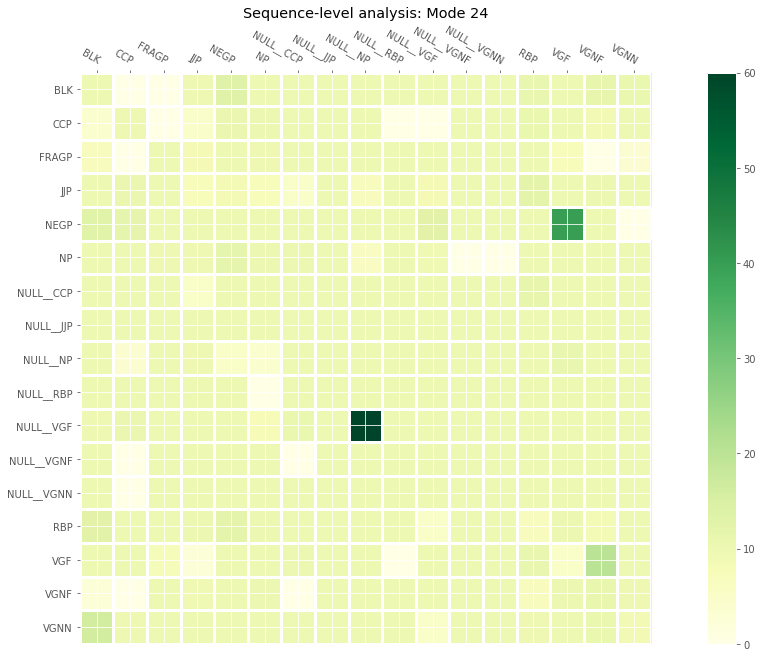 Sequence-level analysis: Mode 24
BLK
CCP
FRAGP
JJP
NEGP
NP
NULL__CCP
NULL__JJP
NULL__NP
NULL__RBP
NULL__VGF
NULL__VGNF
NULL__VGNN
RBP
VGF
VGNF
VGNN
BLK
CCP
FRAGP
JJP
NEGP
NP
NULL__CCP
NULL__JJP
NULL__NP
NULL__RBP
NULL__VGF
NULL__VGNF
NULL__VGNN
RBP
VGF
VGNF
VGNN
60
50
40
30
20
10
0